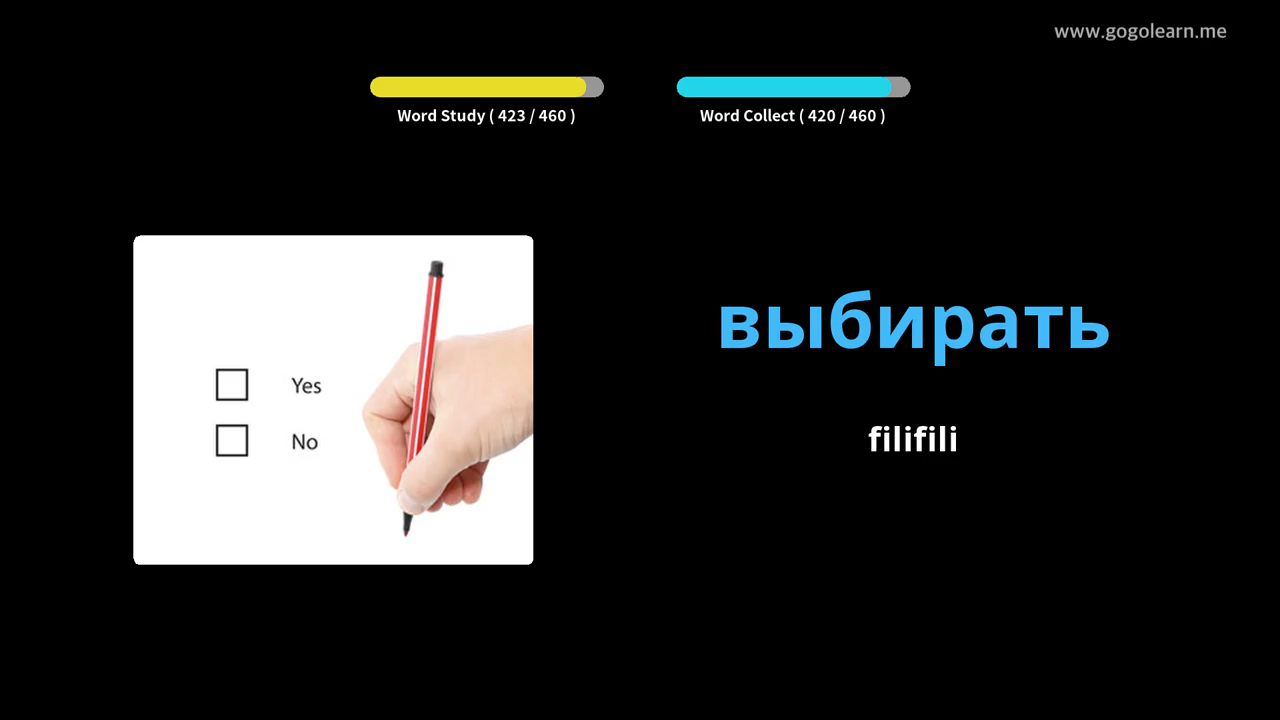 www.gogolearn.me
Word Study ( 423 / 460 )
Word Collect ( 420 / 460 )
выбирать
filifili
Yes
No